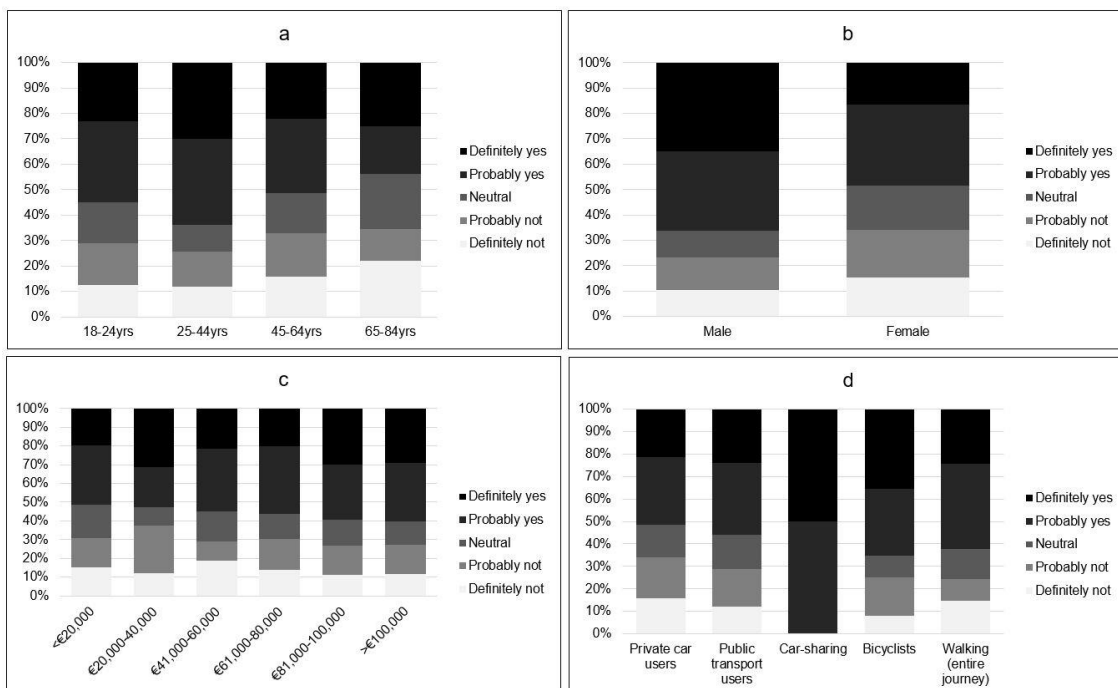 a
100%
90%
80%
70%
60%
50%
40%
30%
20%
10%
0%
18-24yrs 25-44yrs 45-64yrs 65-84yrs
Definitely yes
Probably yes
Neutral
Probably not
Definitely not
b
100%
90%
80%
70%
60%
50%
40%
30%
20%
10%
0%
Male Female
Definitely yes
Probably yes
Neutral
Probably not
Definitely not
c
100%
90%
80%
70%
60%
50%
40%
30%
20%
10%
0%
<€20,000
€20,000-40,000
€41,000-60,000
€61,000-80,000
€81,000-100,000
>€100,000
Definitely yes
Probably yes
Neutral
Probably not
Definitely not
d
100%
90%
80%
70%
60%
50%
40%
30%
20%
10%
0%
Private car
users
Public
transport
users
Car-sharing
Bicyclists
Walking
(entire
journey)
Definitely yes
Probably yes
Neutral
Probably not
Definitely not